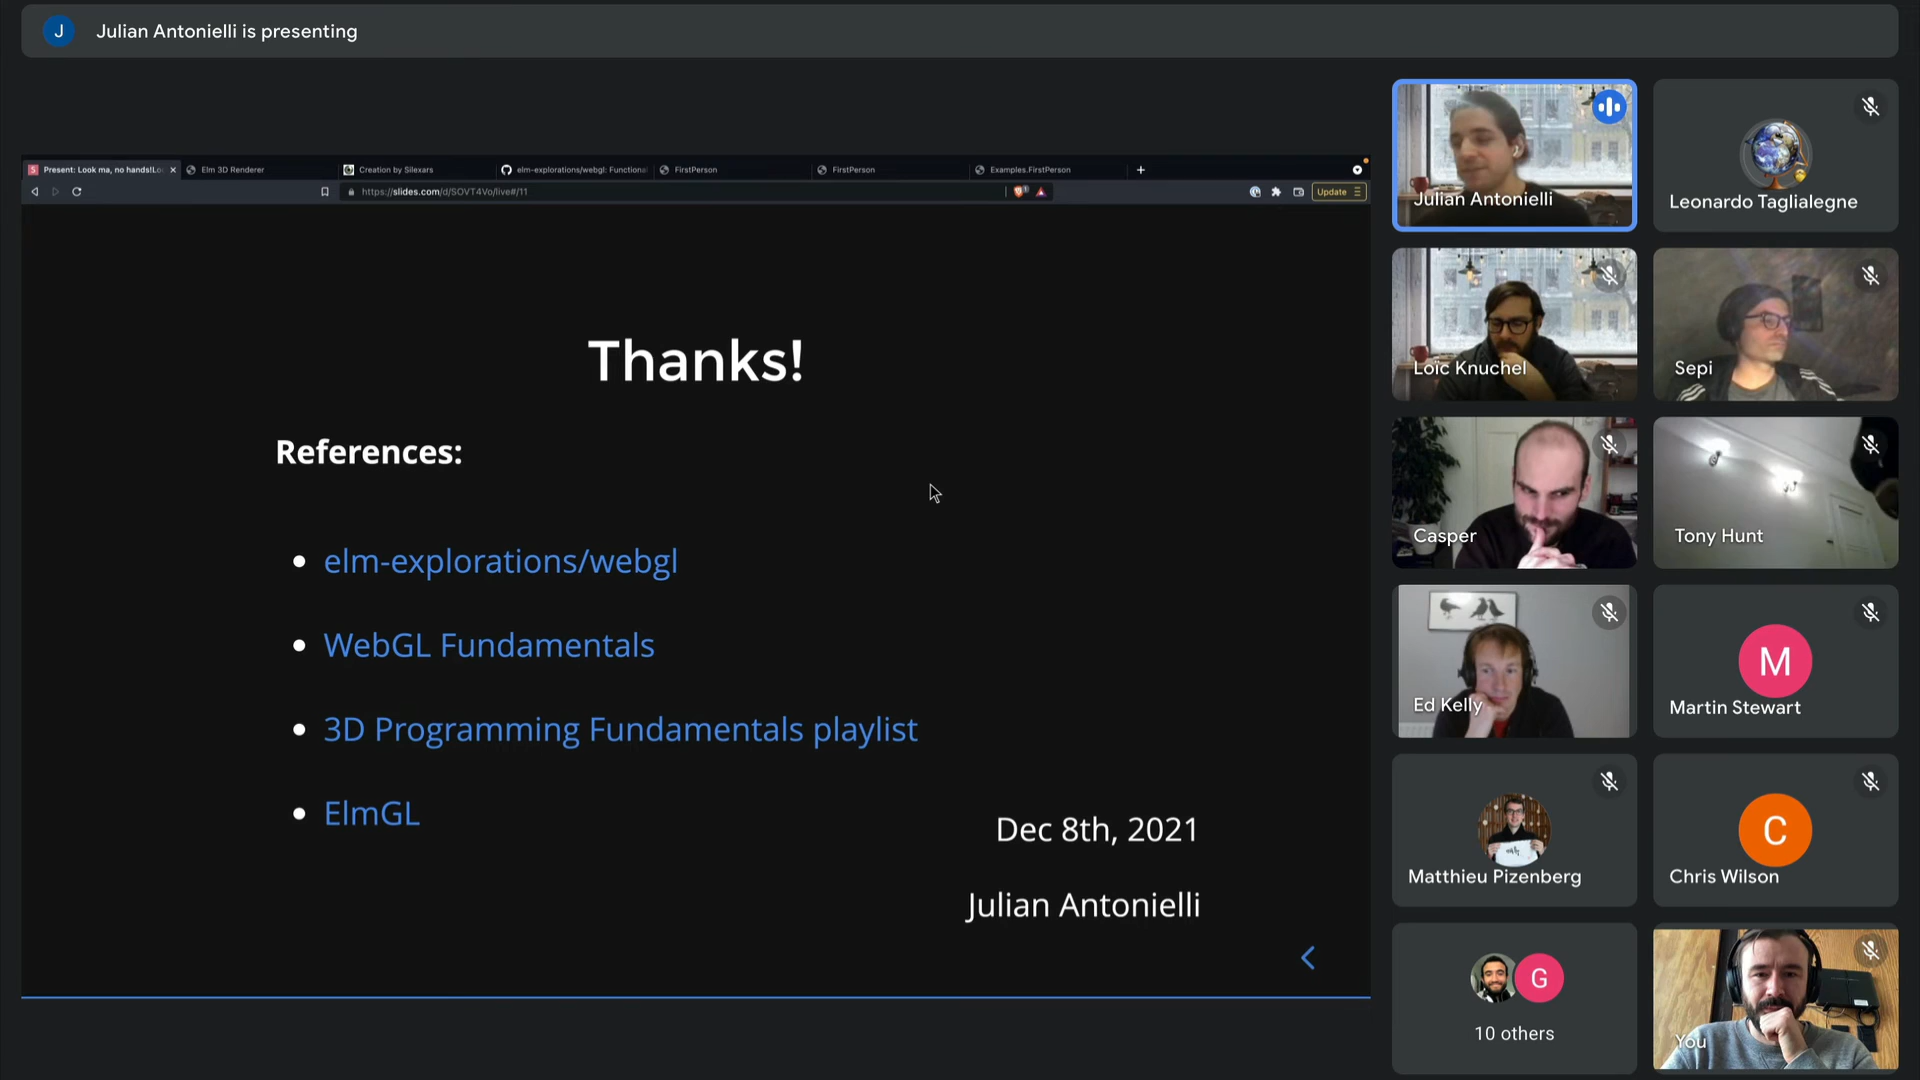 J
Julian Antonielli is presenting
Present: Look ma, no hands!Lo
Elm 3D Renderer
Creation by Silexars
elm-explorations/webgl: Function
FirstPerson
FirstPerson
Examples.FirstPerson
https://slides.com/d/SOVT4Vo/live#/11
Update
Thanks!
References:
elm-explorations/webgl
WebGL Fundamentals
3D Programming Fundamentals playlist
ElmGL
Dec 8th, 2021
Julian Antonielli
Julian Antonielli
Leonardo Taglialegne
Loïc Knuchel
Sepi
Casper
Tony Hunt
Ed Kelly
M
Martin Stewart
Matthieu Pizenberg
C
Chris Wilson
G
10 others
You